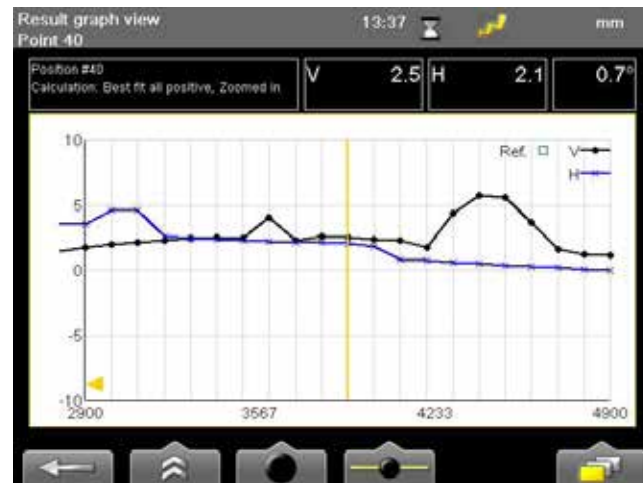 Result graph view 13:37 mm
Point 40
Position #40
Calculation: Best fit all positive, Zoomed in
V 2.5 H 2.1 0.7°
10
Ref. V
H
5
0
-5
-10
2900 3567 4233 4900